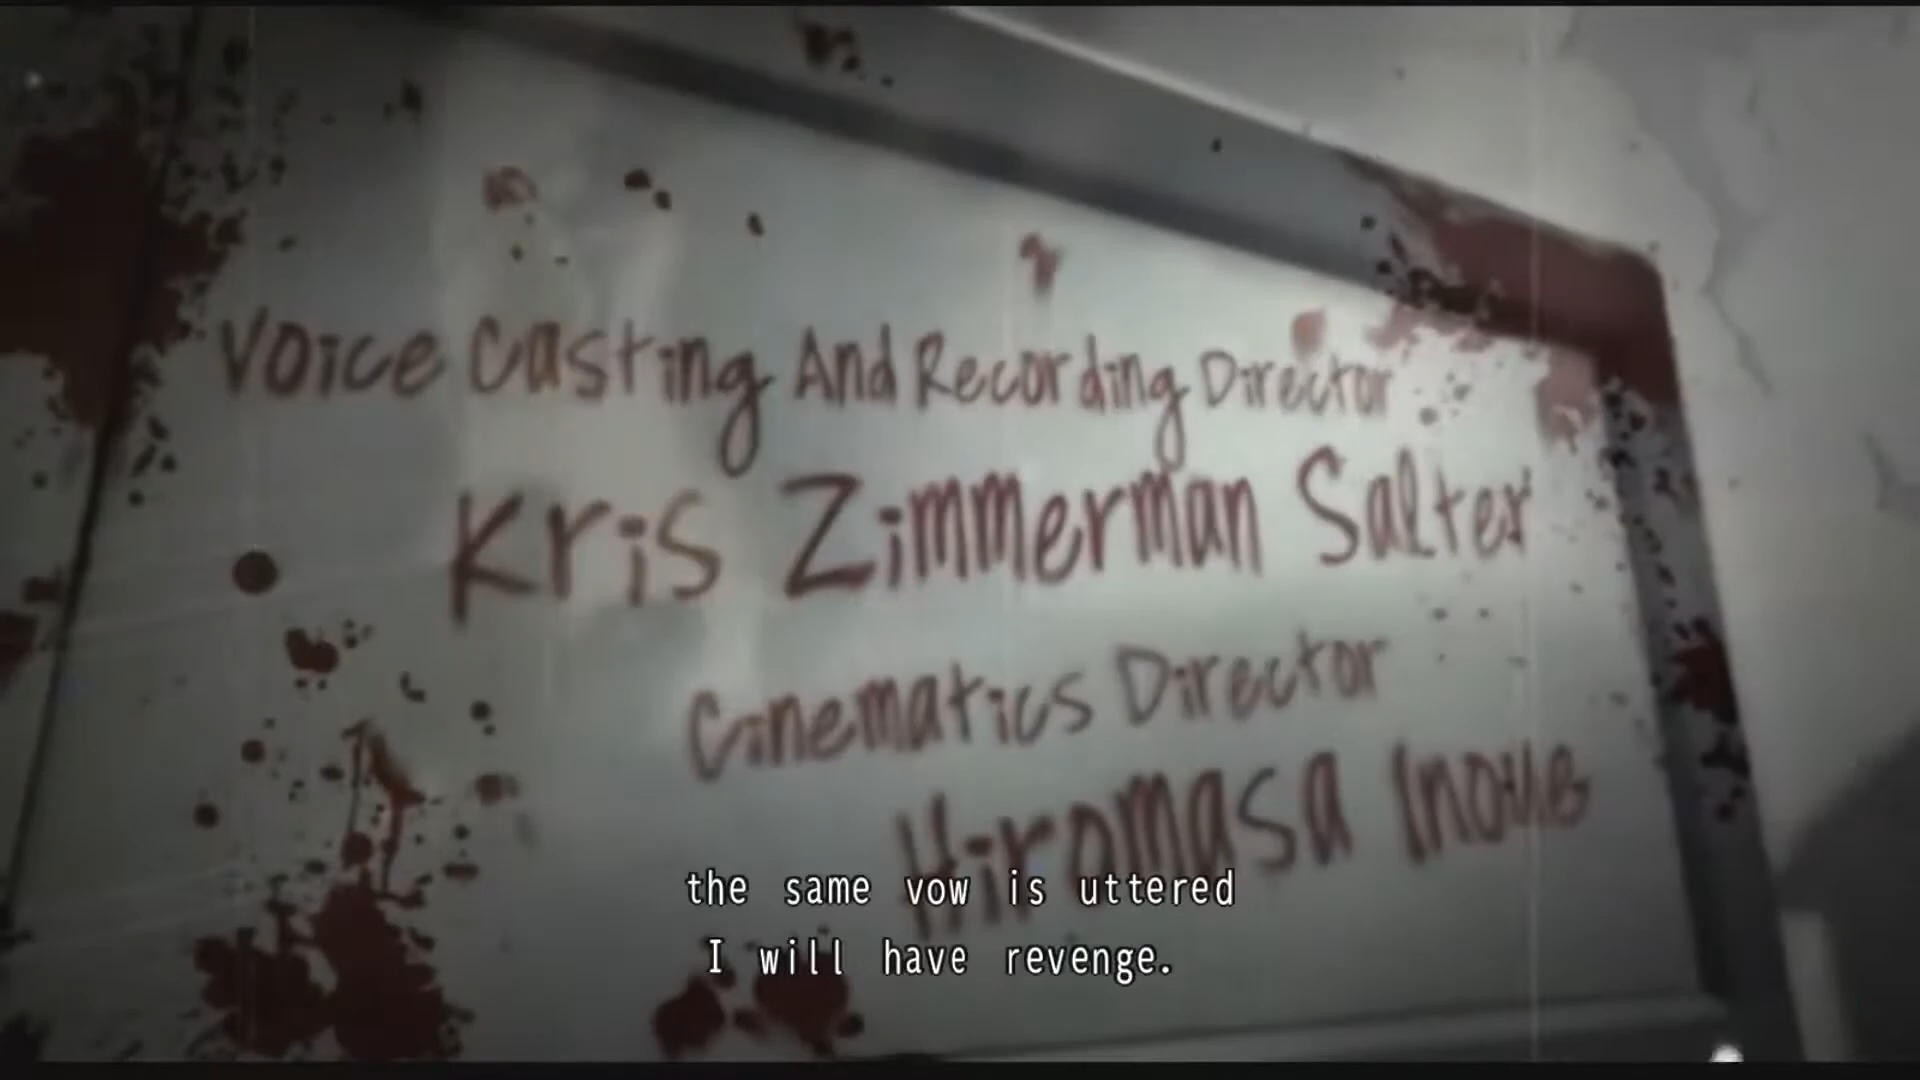 Voice Casting And Recording Director
Kris Zimmerman Salter
Cinematics Director
Hiromasa Inoue
the same vow is uttered
I will have revenge.